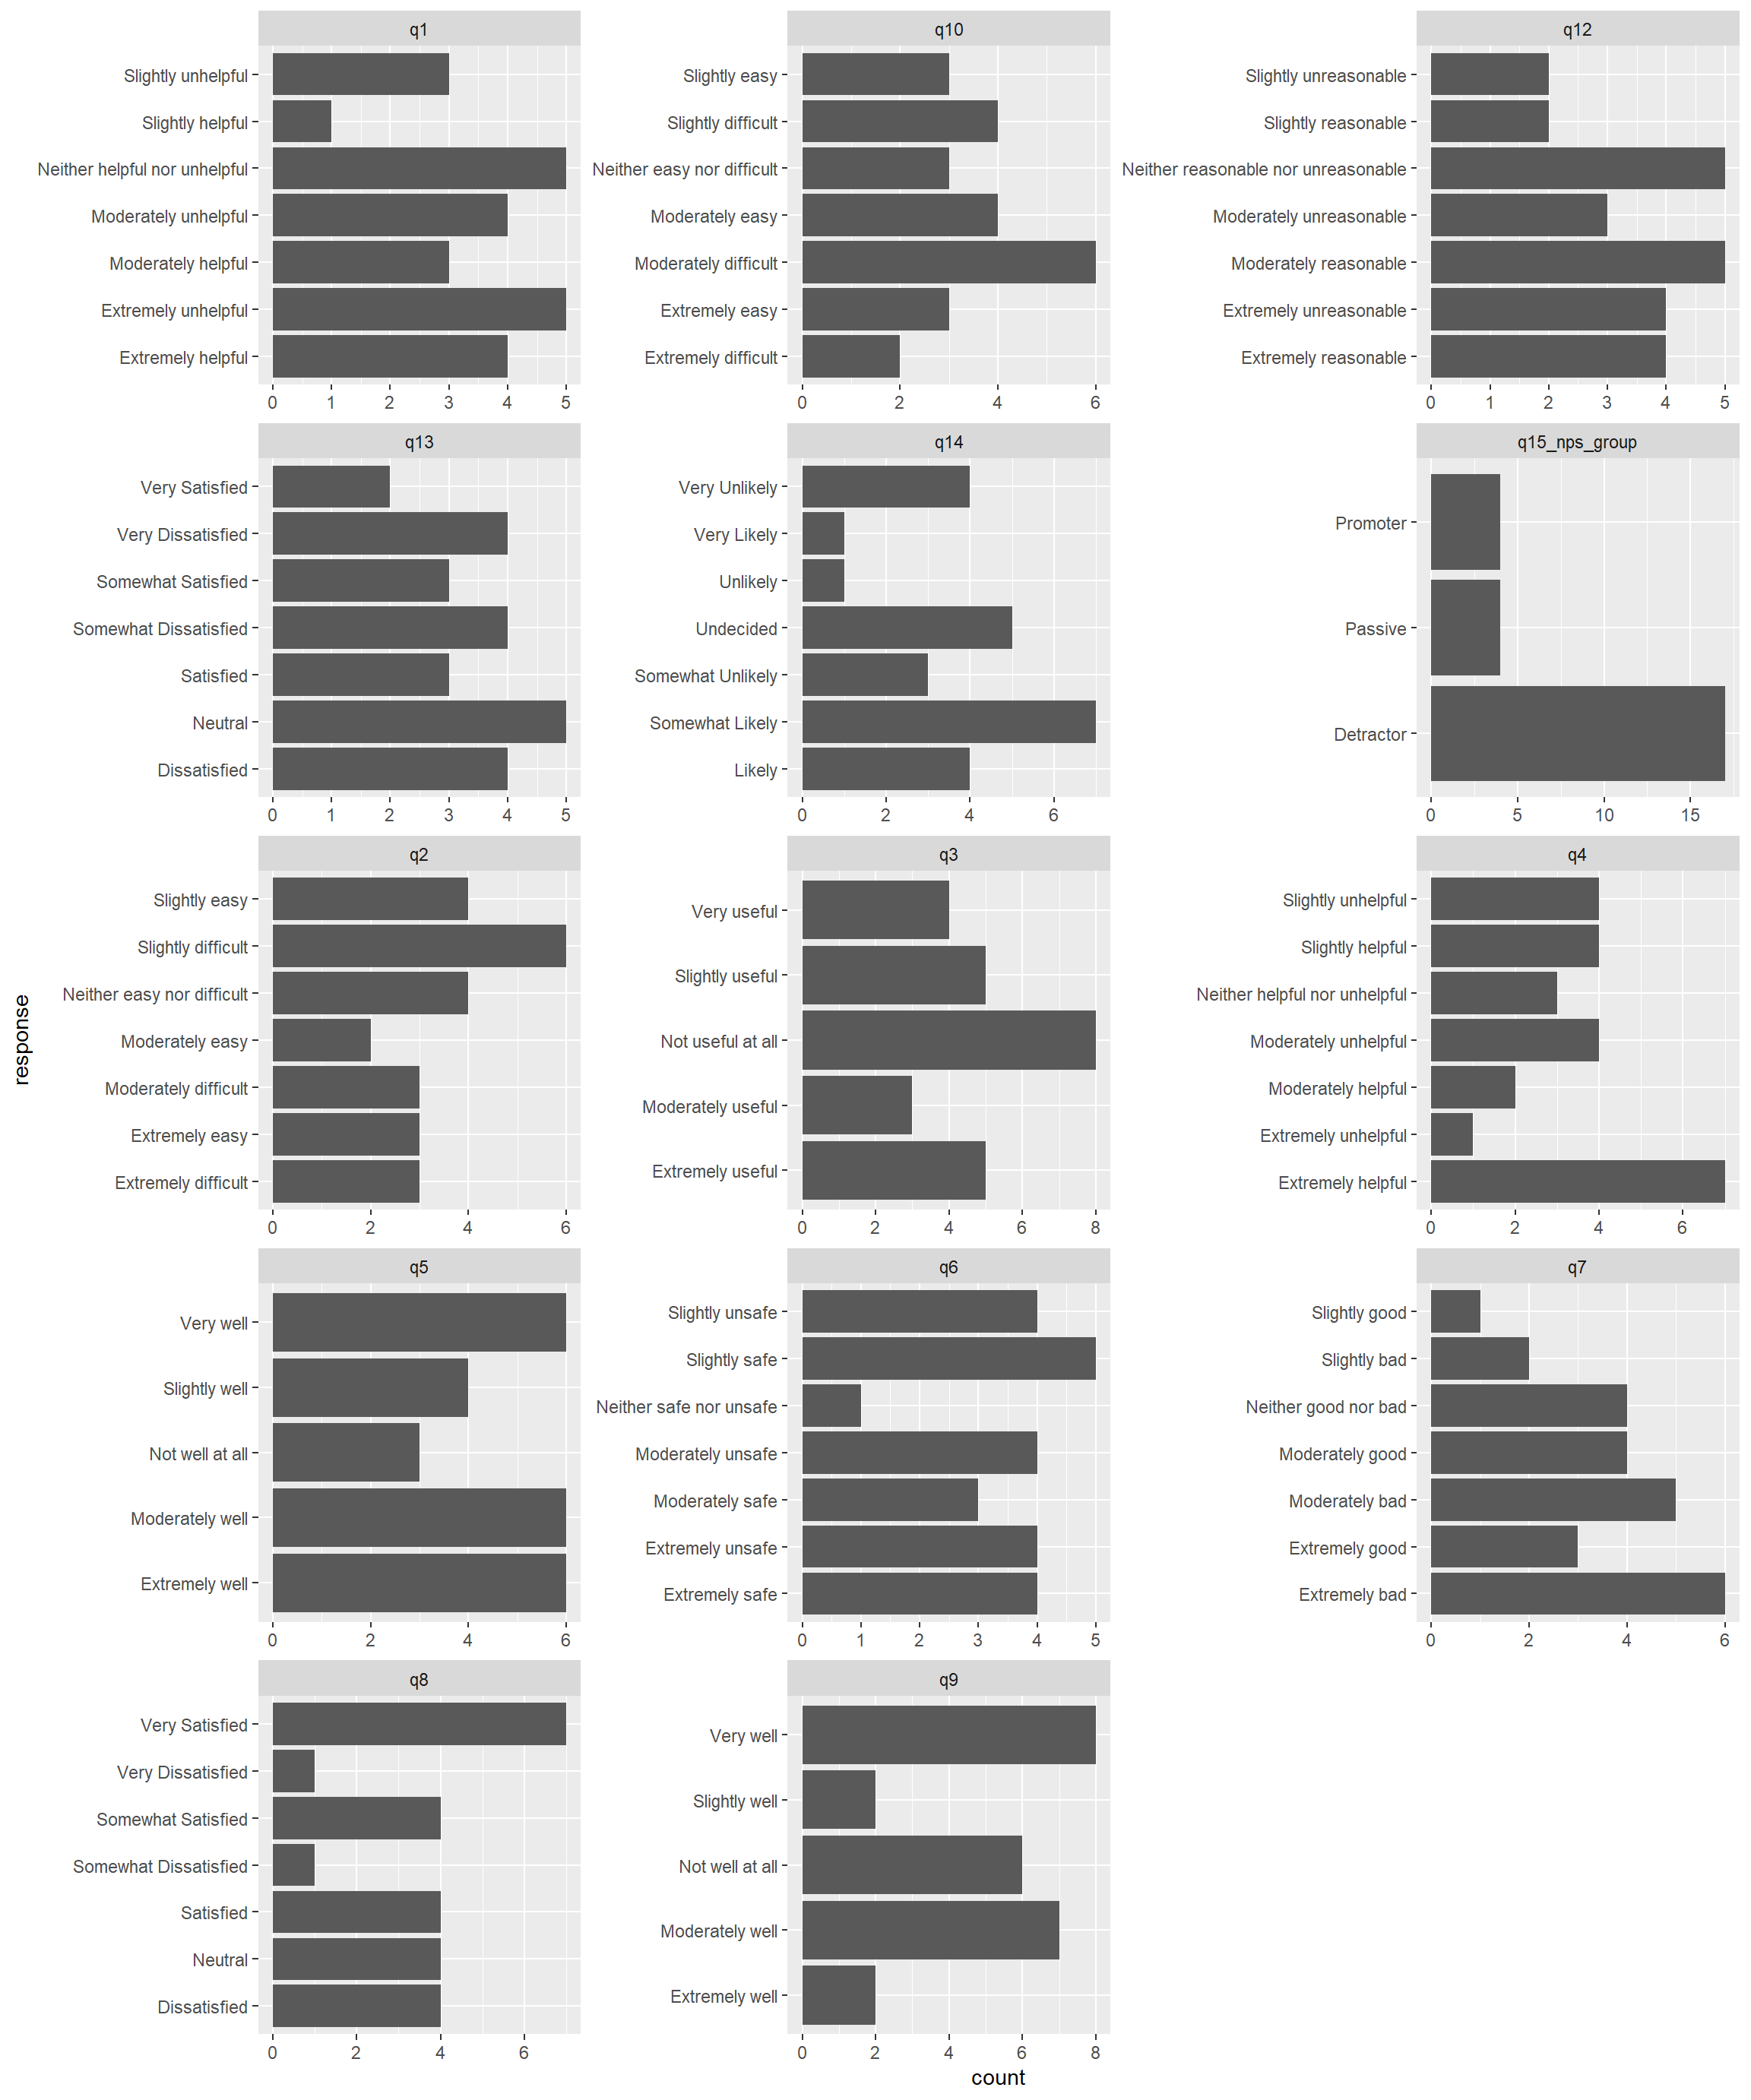 q1
Slightly unhelpful
Slightly helpful
Neither helpful nor unhelpful
Moderately unhelpful
Moderately helpful
Extremely unhelpful
Extremely helpful
0 1 2 3 4 5
q10
Slightly easy
Slightly difficult
Neither easy nor difficult
Moderately easy
Moderately difficult
Extremely easy
Extremely difficult
0 2 4 6
q12
Slightly unreasonable
Slightly reasonable
Neither reasonable nor unreasonable
Moderately unreasonable
Moderately reasonable
Extremely unreasonable
Extremely reasonable
0 1 2 3 4 5
q13
Very Satisfied
Very Dissatisfied
Somewhat Satisfied
Somewhat Dissatisfied
Satisfied
Neutral
Dissatisfied
0 1 2 3 4 5
q14
Very Unlikely
Very Likely
Unlikely
Undecided
Somewhat Unlikely
Somewhat Likely
Likely
0 2 4 6
q15_nps_group
Promoter
Passive
Detractor
0 5 10 15
response
q2
Slightly easy
Slightly difficult
Neither easy nor difficult
Moderately easy
Moderately difficult
Extremely easy
Extremely difficult
0 2 4 6
q3
Very useful
Slightly useful
Not useful at all
Moderately useful
Extremely useful
0 2 4 6 8
q4
Slightly unhelpful
Slightly helpful
Neither helpful nor unhelpful
Moderately unhelpful
Moderately helpful
Extremely unhelpful
Extremely helpful
0 2 4 6
q5
Very well
Slightly well
Not well at all
Moderately well
Extremely well
0 2 4 6
q6
Slightly unsafe
Slightly safe
Neither safe nor unsafe
Moderately unsafe
Moderately safe
Extremely unsafe
Extremely safe
0 1 2 3 4 5
q7
Slightly good
Slightly bad
Neither good nor bad
Moderately good
Moderately bad
Extremely good
Extremely bad
0 2 4 6
q8
Very Satisfied
Very Dissatisfied
Somewhat Satisfied
Somewhat Dissatisfied
Satisfied
Neutral
Dissatisfied
0 2 4 6
q9
Very well
Slightly well
Not well at all
Moderately well
Extremely well
0 2 4 6 8
count